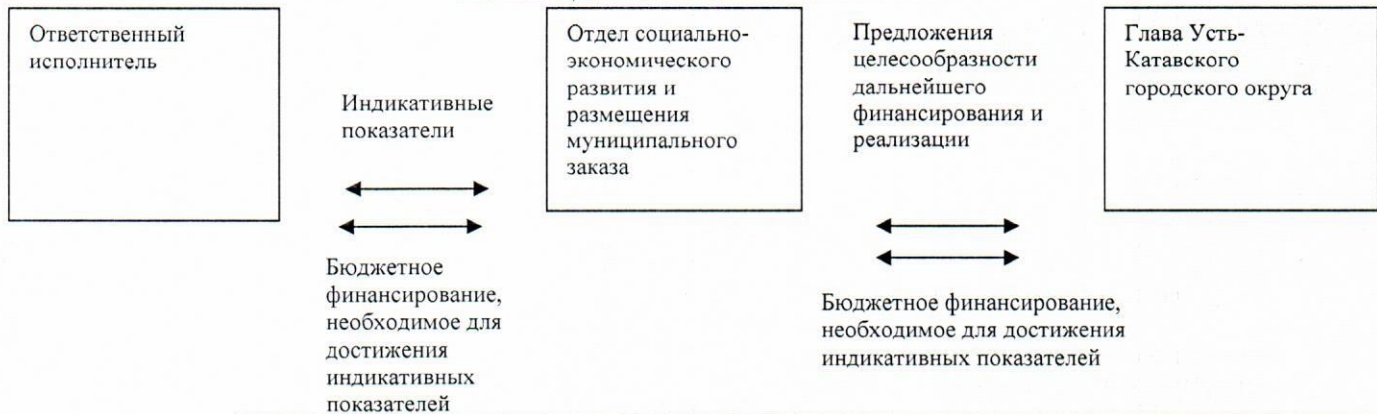 Ответственный
исполнитель
Индикативные
показатели
Бюджетное
финансирование,
необходимое для
достижения
индикативных
показателей
Отдел социально-
экономического
развития и
размещения
муниципального
заказа
Предложения
целесообразности
дальнейшего
финансирования и
реализации
Бюджетное финансирование,
необходимое для достижения
индикативных показателей
Глава Усть-
Катавского
городского округа